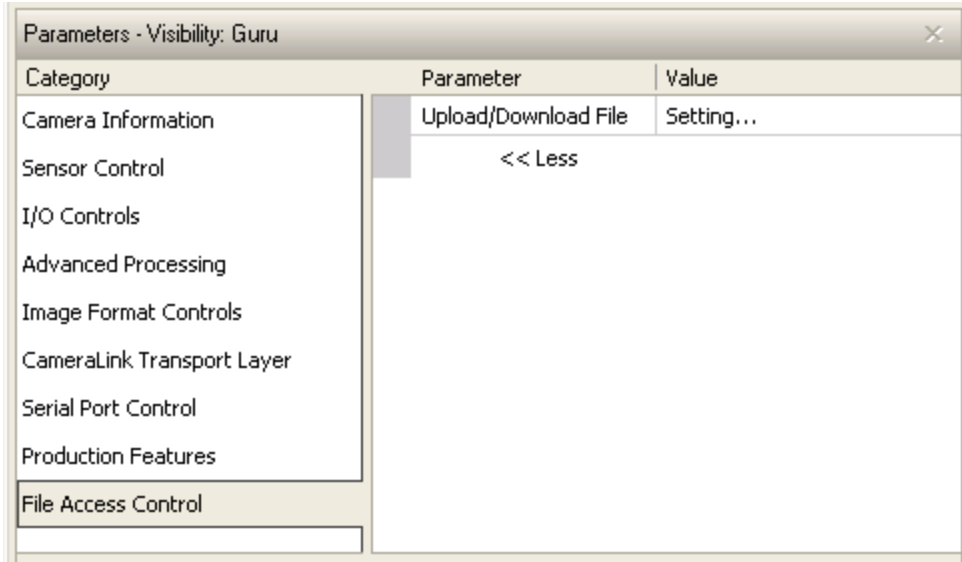 Parameters - Visibility: Guru
Category
Parameter
Value
Camera Information
Sensor Control
I/O Controls
Advanced Processing
Image Format Controls
CameraLink Transport Layer
Serial Port Control
Production Features
File Access Control
Upload/Download File
Setting...
<< Less